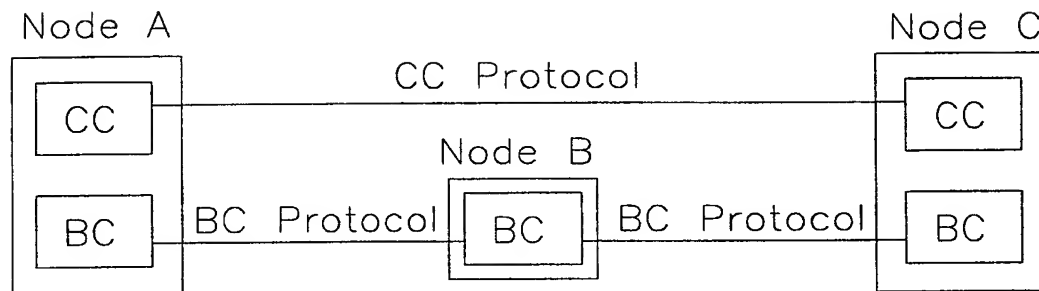 Node A
Node C
CC Protocol
CC
CC
Node B
BC Protocol
BC
BC Protocol
BC
BC